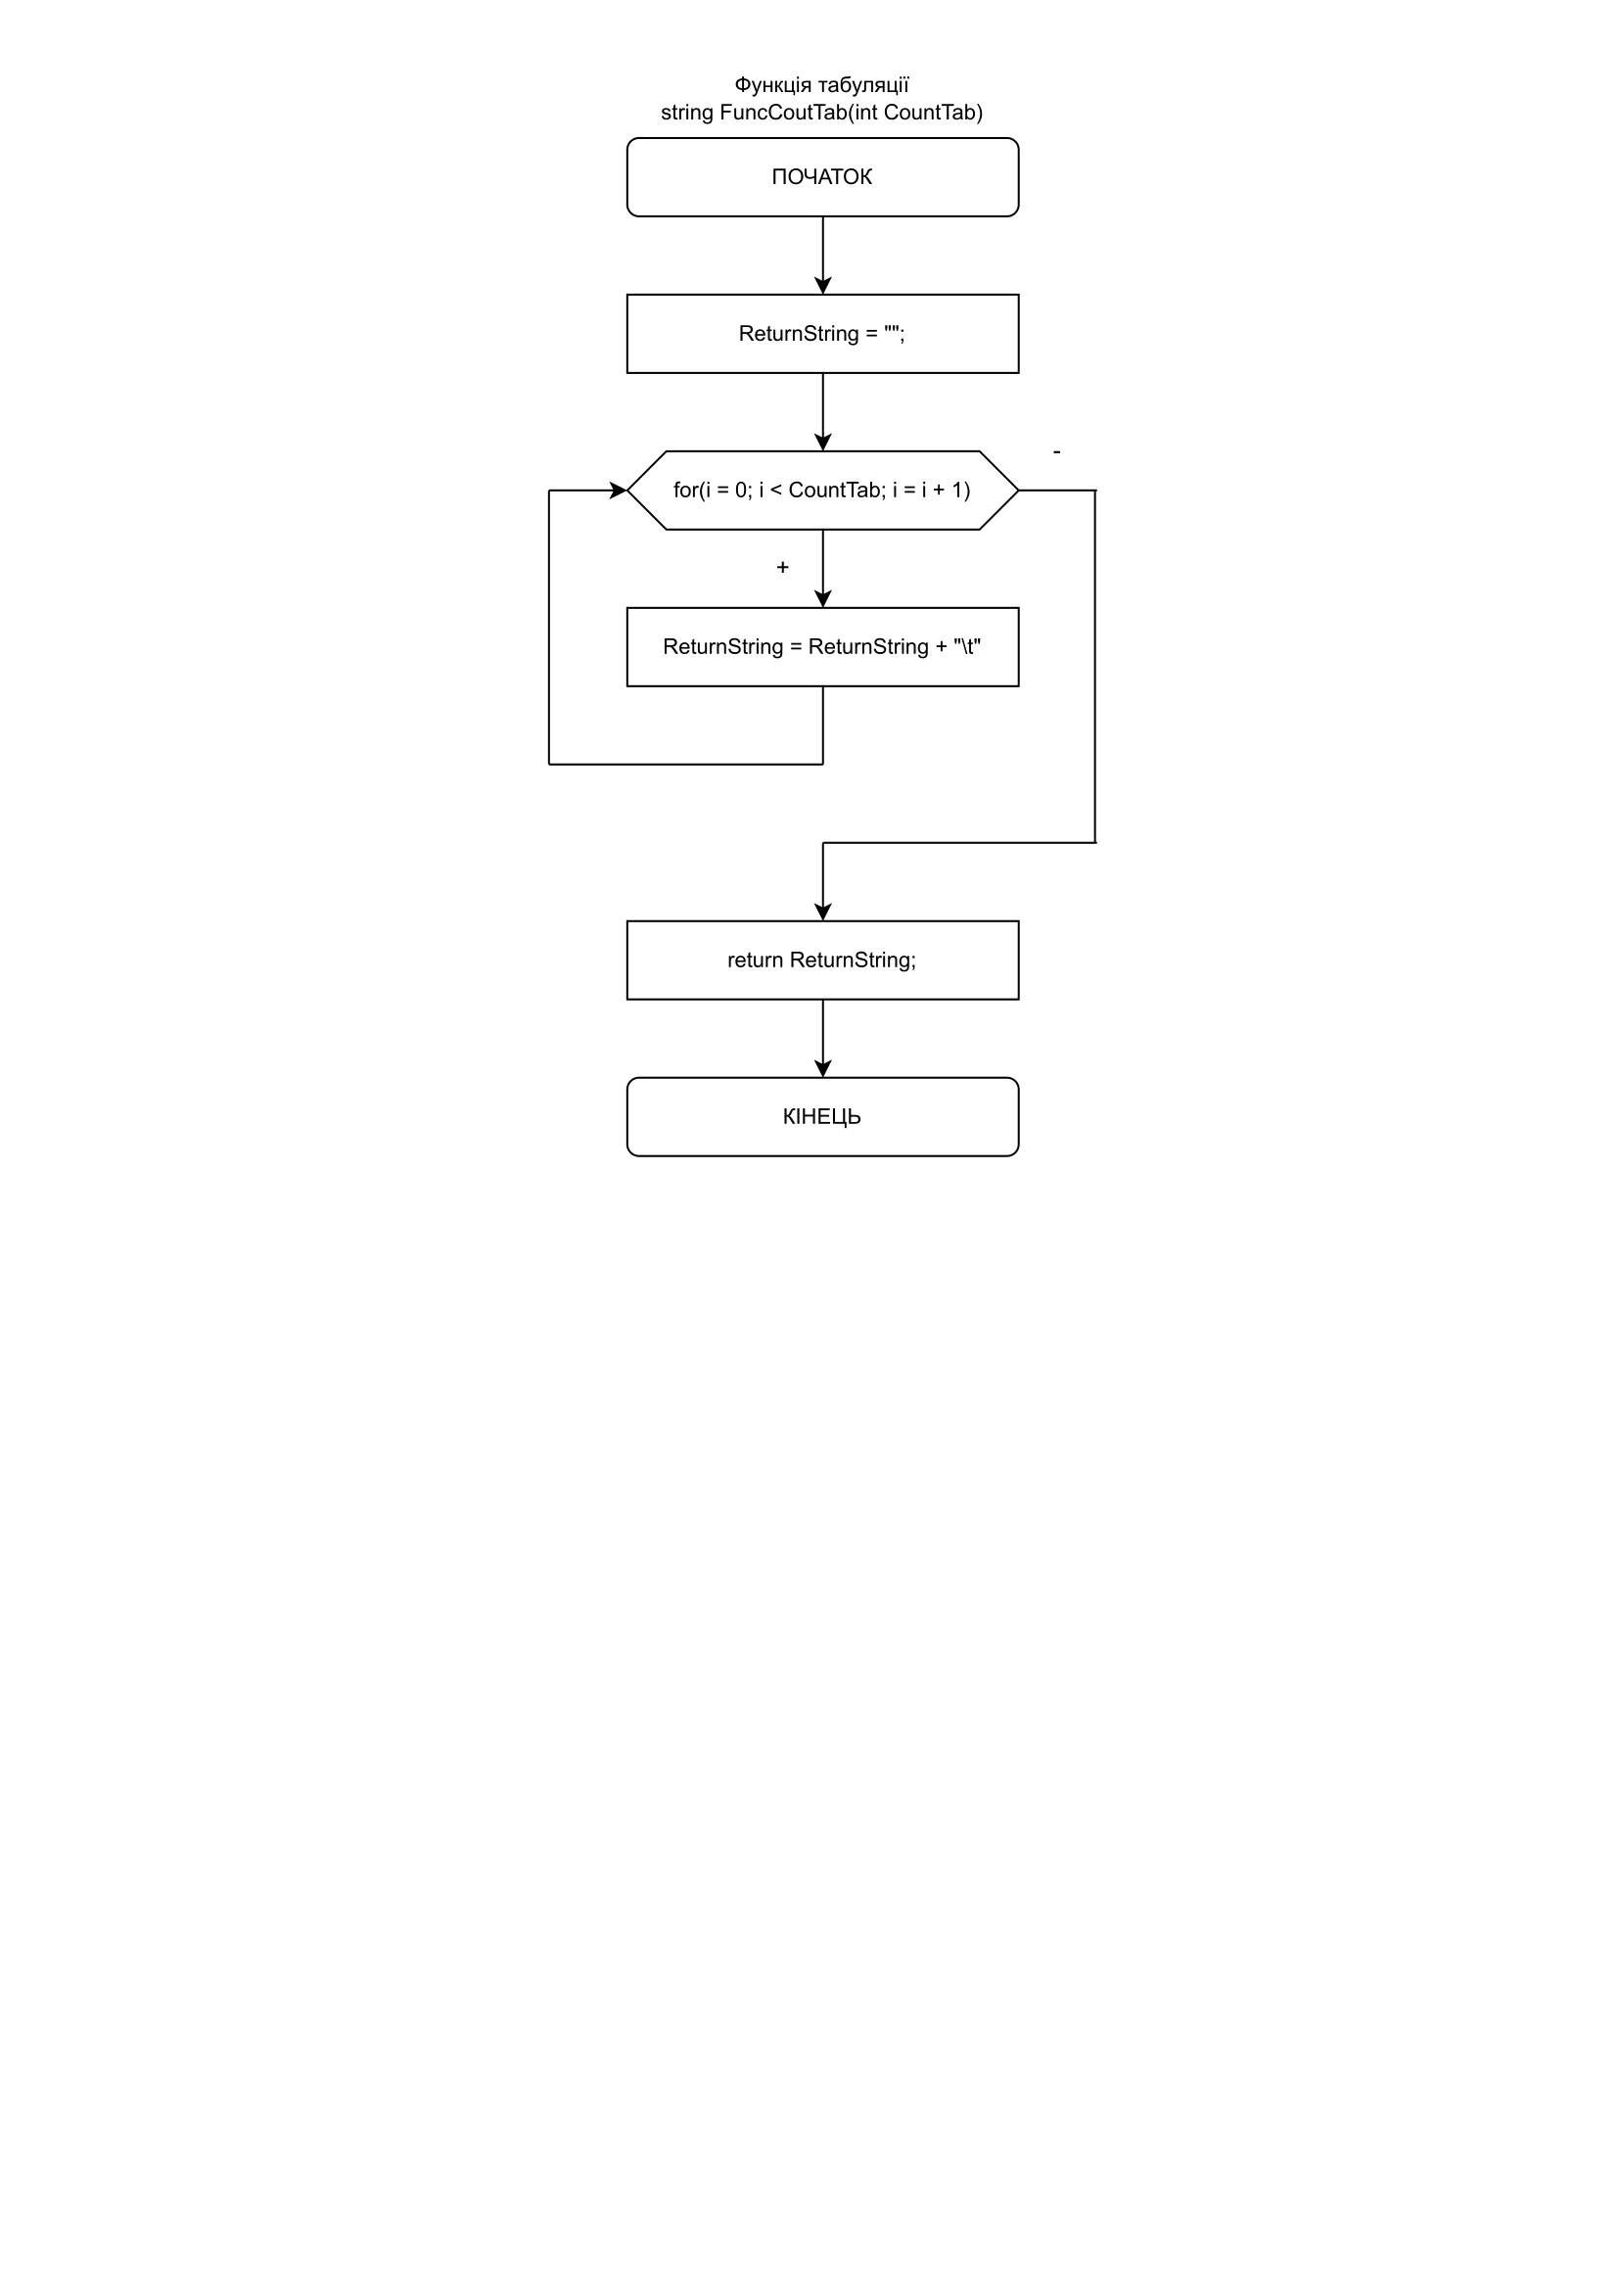 Функція табуляції
string FuncCoutTab(int CountTab)
ПОЧАТОК
ReturnString = "";
-
for(i = 0; i < CountTab; i = i + 1)
+
ReturnString = ReturnString + "\t"
return ReturnString;
КІНЕЦЬ